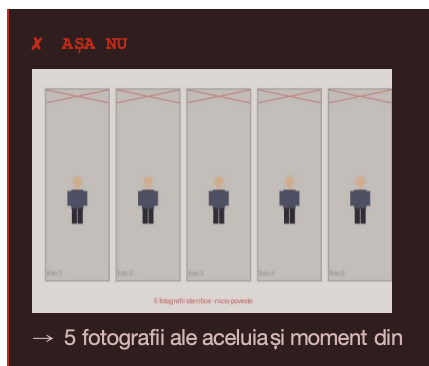 ✗ AȘA NU
foto 1 foto 2 foto 3 foto 4 foto 5
5 fotografii identice · nicio poveste
→ 5 fotografii ale aceluiași moment din